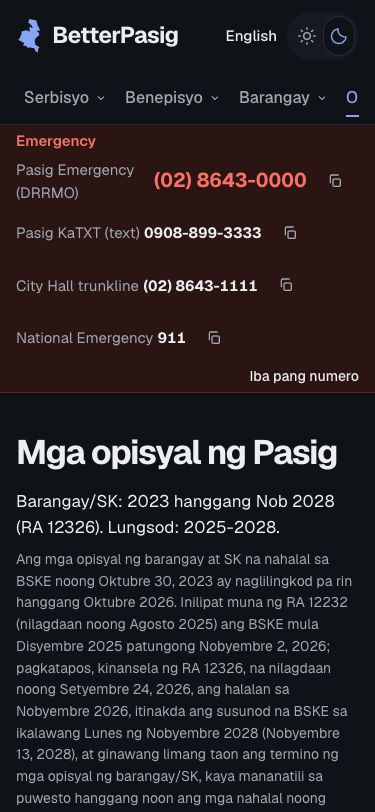 BetterPasig
English
Serbisyo
Benepisyo
Barangay
O
Emergency
Pasig Emergency
(DRRMO)
(02) 8643-0000
Pasig KaTXT (text) 0908-899-3333
City Hall trunkline (02) 8643-1111
National Emergency 911
Iba pang numero
Mga opisyal ng Pasig
Barangay/SK: 2023 hanggang Nob 2028
(RA 12326). Lungsod: 2025-2028.
Ang mga opisyal ng barangay at SK na nahalal sa
BSKE noong Oktubre 30, 2023 ay naglilingkod pa rin
hanggang Oktubre 2026. Inilipat muna ng RA 12232
(nilagdaan noong Agosto 2025) ang BSKE mula
Disyembre 2025 patungong Nobyembre 2, 2026;
pagkatapos, kinansela ng RA 12326, na nilagdaan
noong Setyembre 24, 2026, ang halalan sa
Nobyembre 2026, itinakda ang susunod na BSKE sa
ikalawang Lunes ng Nobyembre 2028 (Nobyembre
13, 2028), at ginawang limang taon ang termino ng
mga opisyal ng barangay/SK, kaya mananatili sa
puwesto hanggang noon ang mga nahalal noong